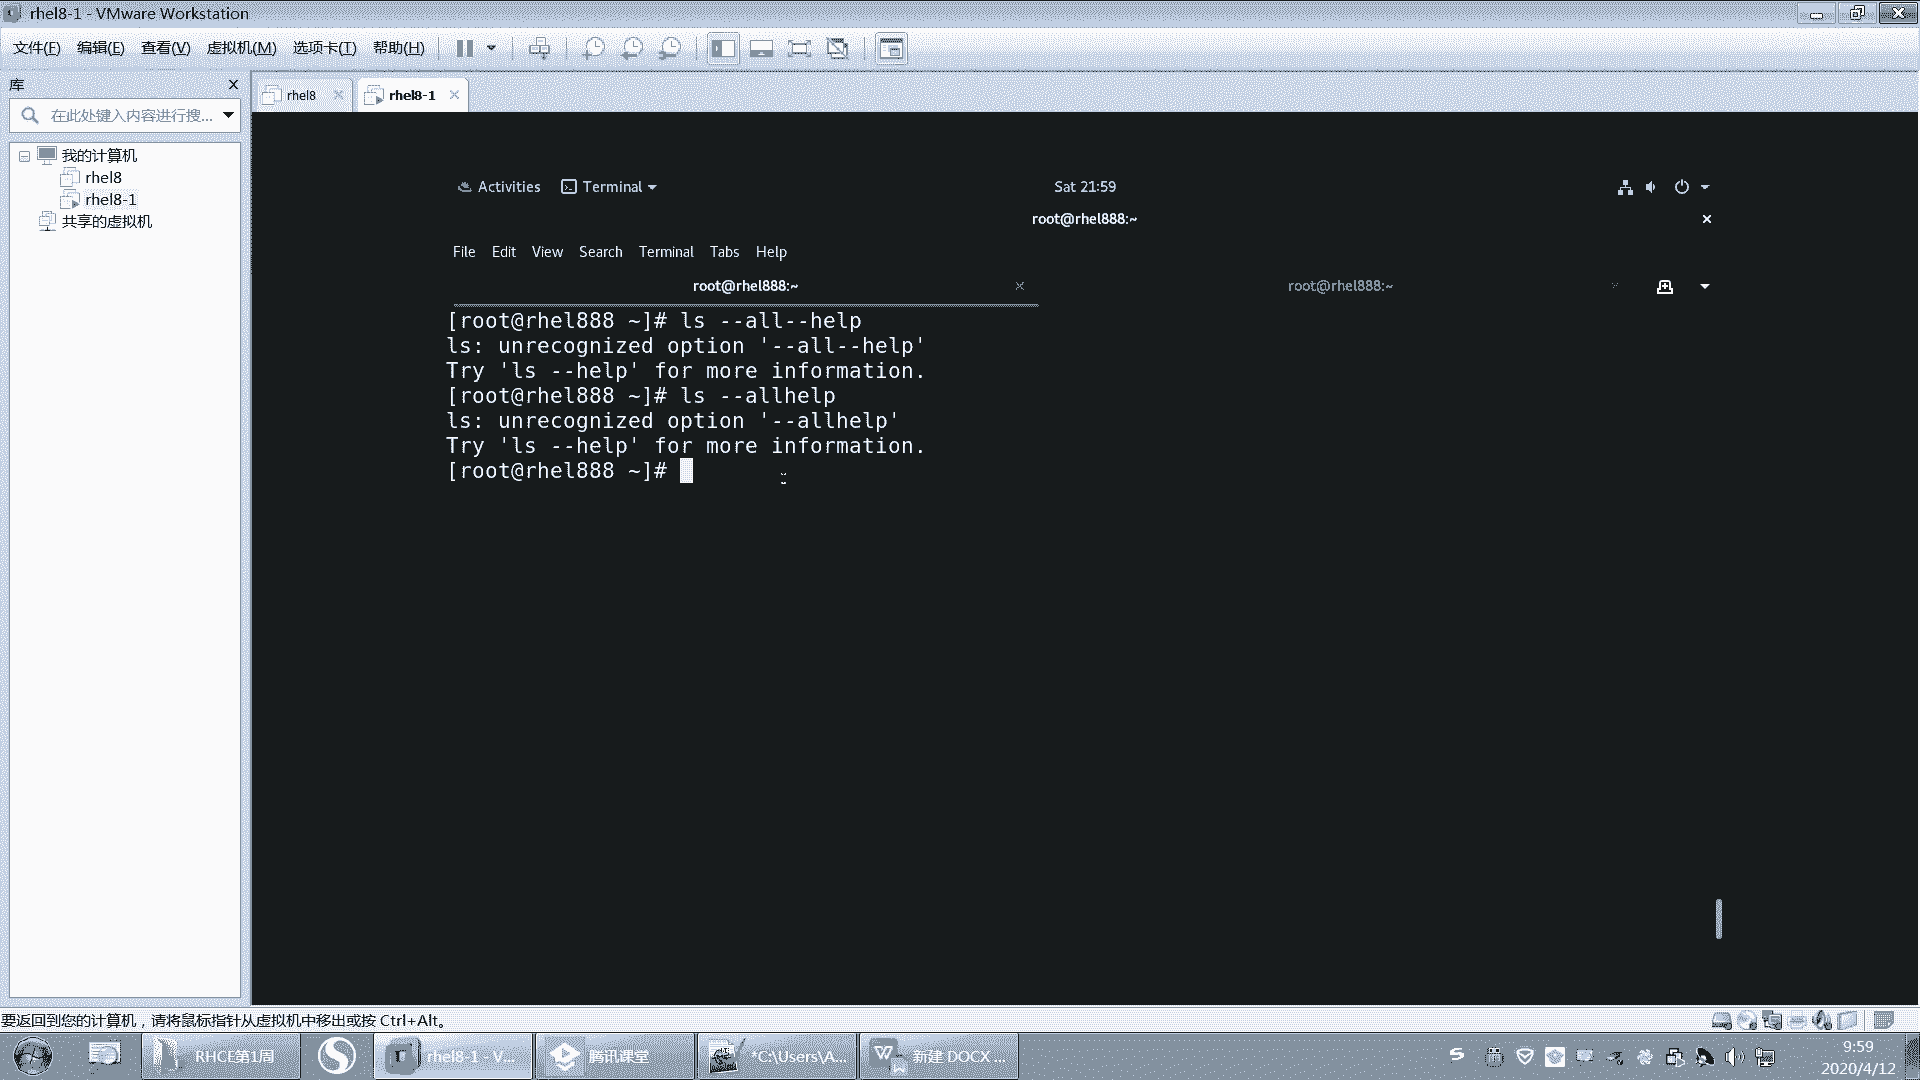 rhel8-1 - VMware Workstation
文件(F) 编辑(E) 查看(V) 虚拟机(M) 选项卡(T) 帮助(H)
库
在此处键入内容进行搜...
我的计算机
rhel8
rhel8-1
共享的虚拟机
rhel8 rhel8-1
Activities Terminal Sat 21:59
root@rhel888:~
File Edit View Search Terminal Tabs Help
root@rhel888:~ root@rhel888:~
[root@rhel888 ~]# ls --all--help
ls: unrecognized option '--all--help'
Try 'ls --help' for more information.
[root@rhel888 ~]# ls --allhelp
ls: unrecognized option '--allhelp'
Try 'ls --help' for more information.
[root@rhel888 ~]#
要返回到您的计算机，请将鼠标指针从虚拟机中移出或按 Ctrl+Alt。
RHCE第1周 rhel8-1 - V... 腾讯课堂 *C:\Users\A... 新建 DOCX ...
9:59
2020/4/12